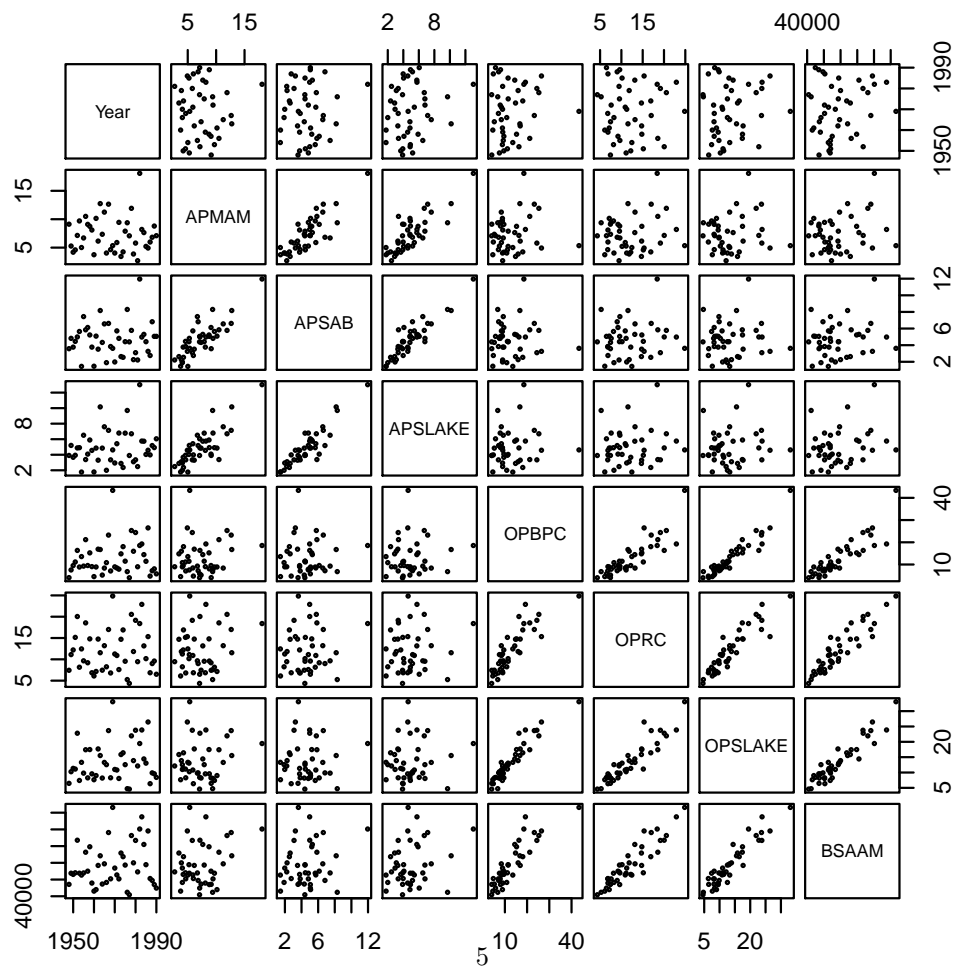 5 15 2 8 5 15 40000
Year 1950 1990
5 15 APMAM
APSAB 2 6 12
2 8 APSLAKE
OPBPC 10 40
5 15 OPRC
OPSLAKE 5 20
40000 BSAAM
1950 1990 2 6 12 10 40 5 20
5